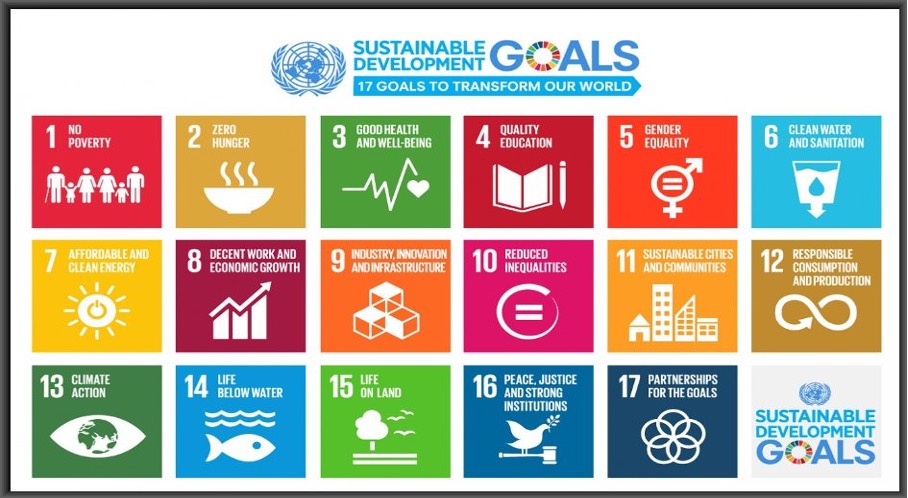 SUSTAINABLE
DEVELOPMENT
GOALS
17 GOALS TO TRANSFORM OUR WORLD
1 NO
POVERTY
2 ZERO
HUNGER
3 GOOD HEALTH
AND WELL-BEING
4 QUALITY
EDUCATION
5 GENDER
EQUALITY
6 CLEAN WATER
AND SANITATION
7 AFFORDABLE AND
CLEAN ENERGY
8 DECENT WORK AND
ECONOMIC GROWTH
9 INDUSTRY, INNOVATION
AND INFRASTRUCTURE
10 REDUCED
INEQUALITIES
11 SUSTAINABLE CITIES
AND COMMUNITIES
12 RESPONSIBLE
CONSUMPTION
AND PRODUCTION
13 CLIMATE
ACTION
14 LIFE
BELOW WATER
15 LIFE
ON LAND
16 PEACE, JUSTICE
AND STRONG
INSTITUTIONS
17 PARTNERSHIPS
FOR THE GOALS
SUSTAINABLE
DEVELOPMENT
GOALS